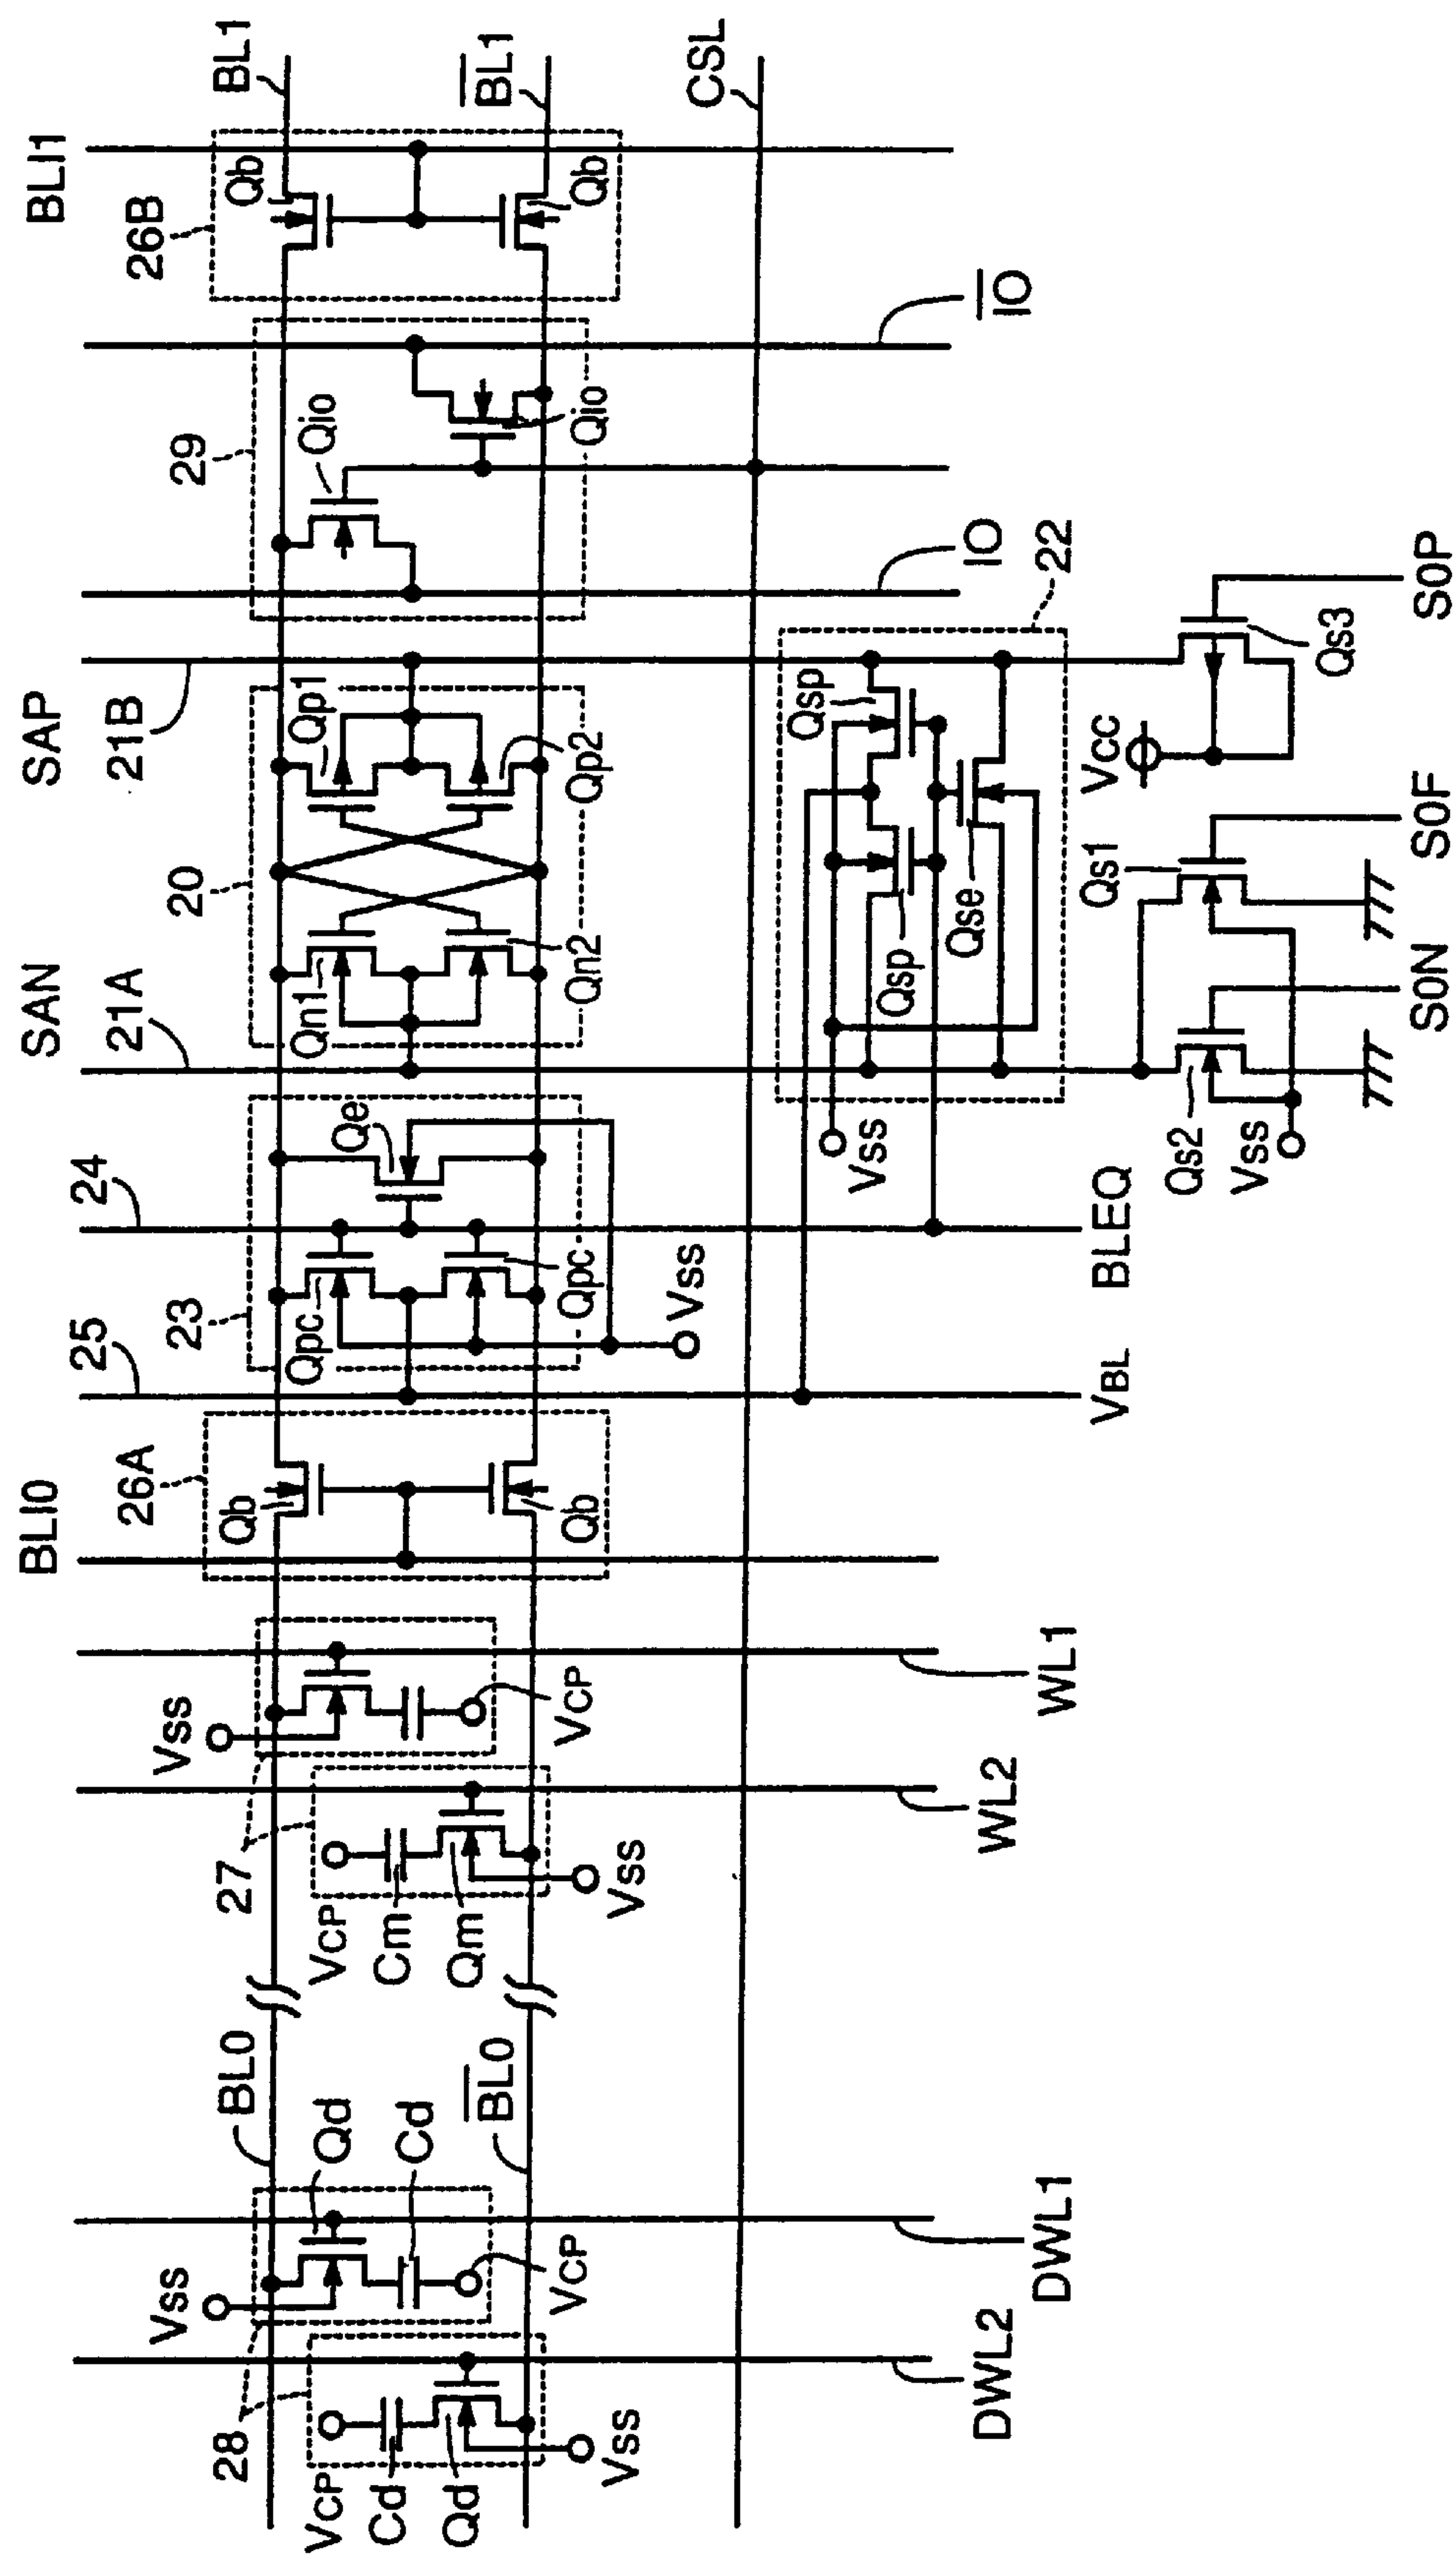 BLI0
SAN
SAP
BLI1
25
24
21A
21B
28
27
26A
23
20
29
26B
Vss
BL0
Vss
Qb
BL1
Qb
Qpc
Qe
Qn1
Qp1
Qio
VCP
Cd
Qd
Qd
Cd
VCP
Cm
Qm
BL0
VCP
Qb
Qpc
Qn2
Qp2
Qio
Qb
BL1
Vss
VCP
Vss
Vss
CSL
Vss
Qsp
Qsp
Qse
22
IO
IO
DWL2
DWL1
WL2
WL1
VBL
BLEQ
Qs2
Vss
Qs1
Vcc
Qs3
S0N
S0F
S0P